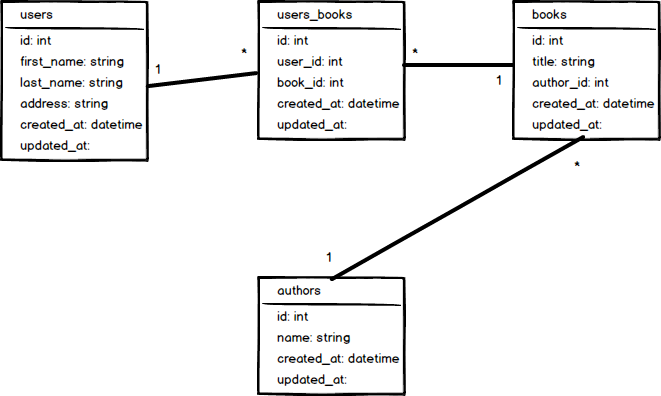 users
id: int
first_name: string
last_name: string
address: string
created_at: datetime
updated_at:
1
*
users_books
id: int
user_id: int
book_id: int
created_at: datetime
updated_at:
*
1
books
id: int
title: string
author_id: int
created_at: datetime
updated_at:
*
1
authors
id: int
name: string
created_at: datetime
updated_at: